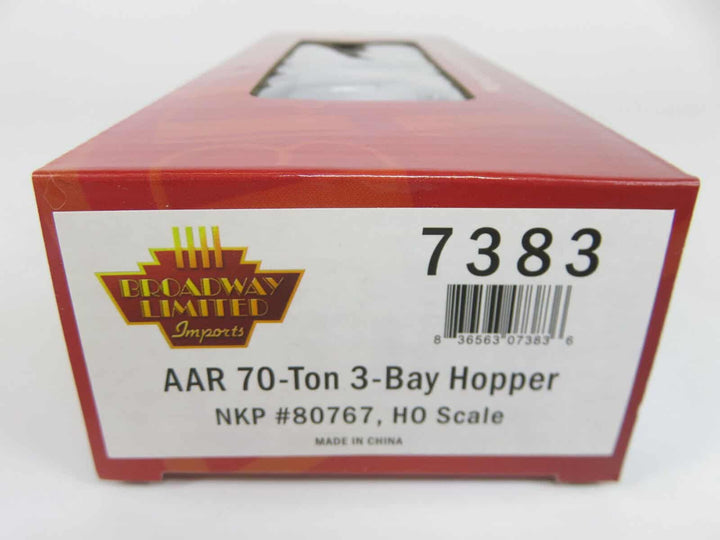 BROADWAY
LIMITED
Imports
7383
8 36563 07383 6
AAR 70-Ton 3-Bay Hopper
NKP #80767, HO Scale
MADE IN CHINA